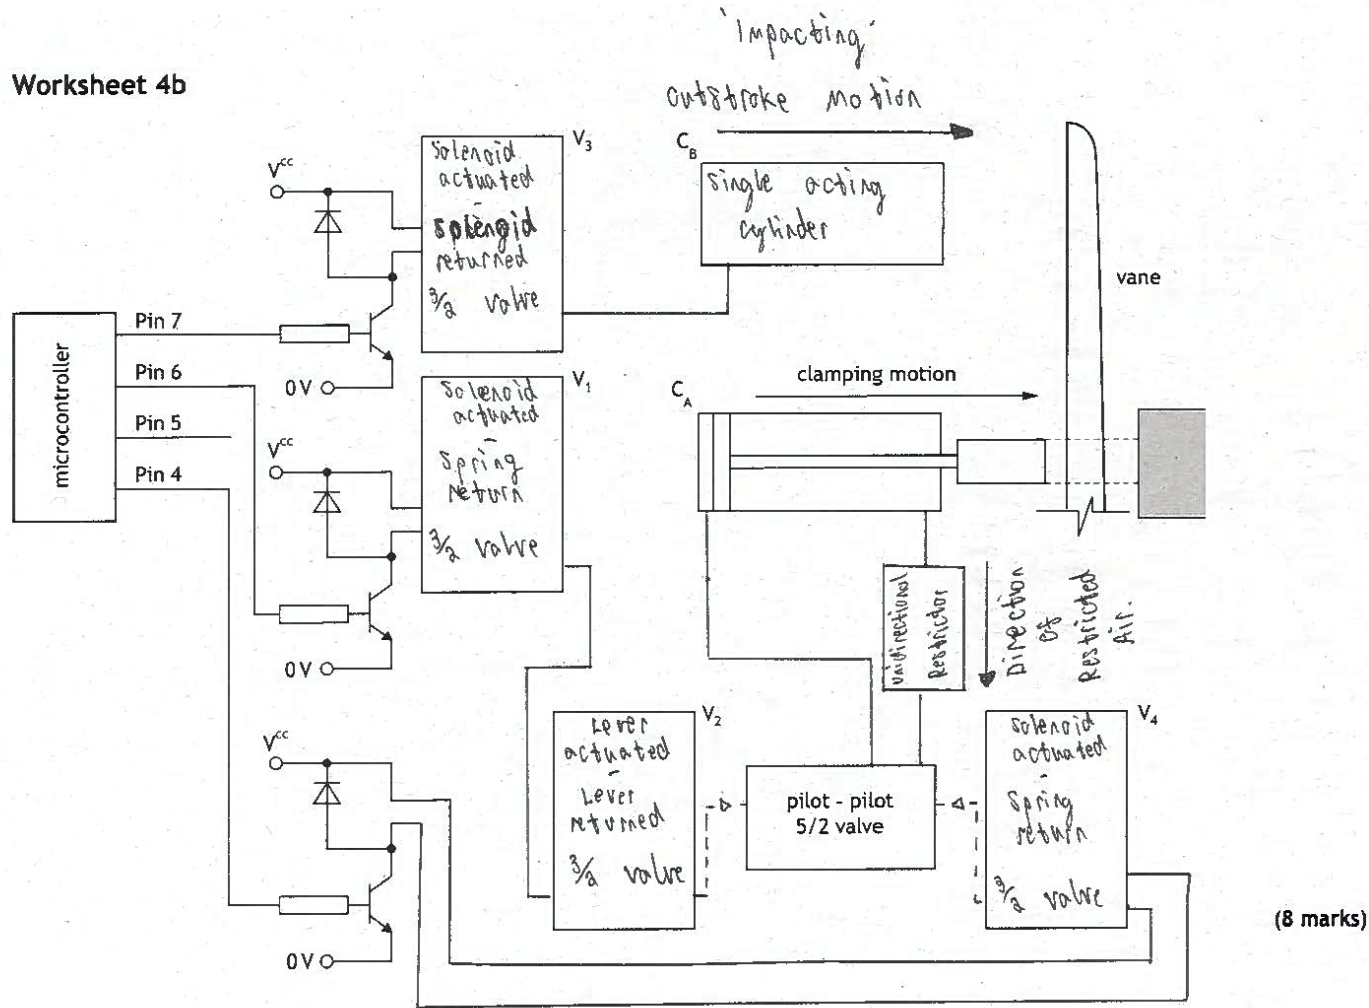 'Impacting'
Worksheet 4b
outstroke motion
V3
Solenoid
actuated
-
solenoid
returned
3/2 valve
Vcc
CB
Single acting
cylinder
vane
microcontroller
Pin 7
Pin 6
Pin 5
Pin 4
0V
V1
Solenoid
actuated
-
Spring
return
3/2 valve
Vcc
0V
CA
clamping motion
Unidirectional
Restrictor
Direction
of
Restricted
Air.
V2
Lever
actuated
-
Lever
returned
3/2 valve
pilot - pilot
5/2 valve
V4
Solenoid
actuated
-
Spring
return
3/2 valve
Vcc
0V
(8 marks)